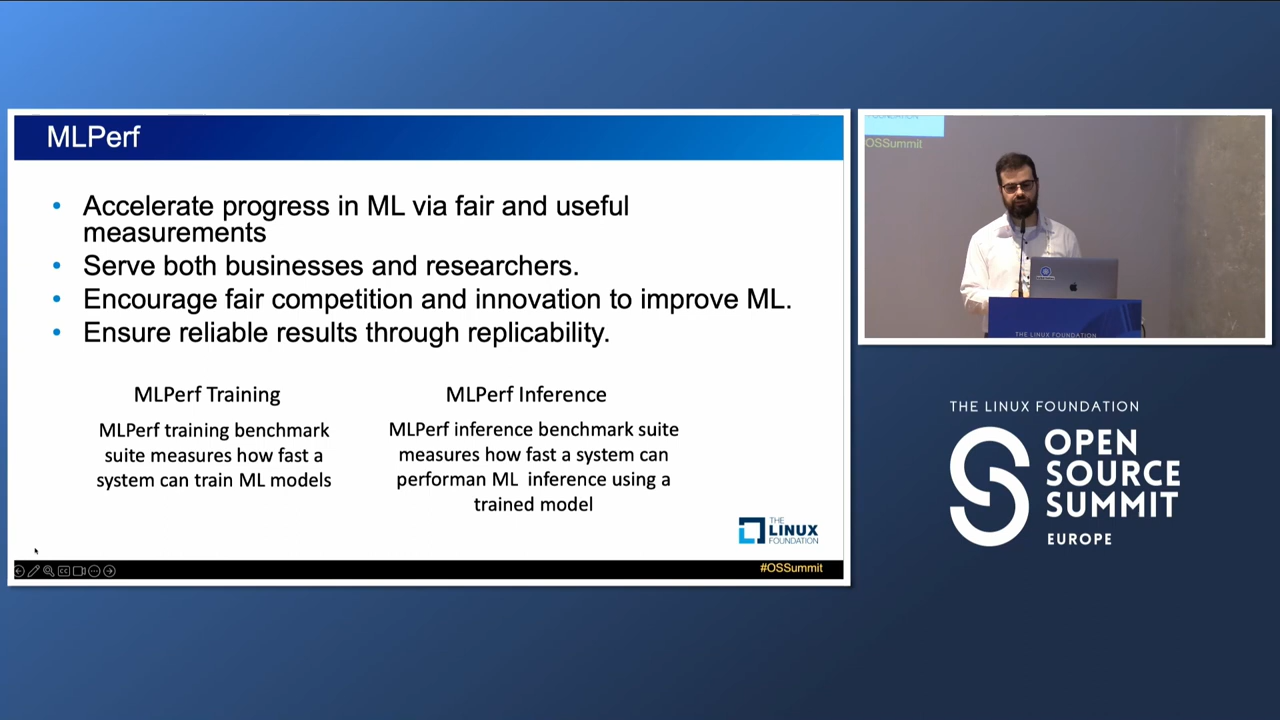 MLPerf
• Accelerate progress in ML via fair and useful
measurements
• Serve both businesses and researchers.
• Encourage fair competition and innovation to improve ML.
• Ensure reliable results through replicability.
MLPerf Training
MLPerf training benchmark
suite measures how fast a
system can train ML models
MLPerf Inference
MLPerf inference benchmark suite
measures how fast a system can
performan ML inference using a
trained model
THE
LINUX
FOUNDATION
#OSSummit
FOUNDATION
#OSSummit
THE LINUX FOUNDATION
THE LINUX FOUNDATION
OPEN
SOURCE
SUMMIT
EUROPE